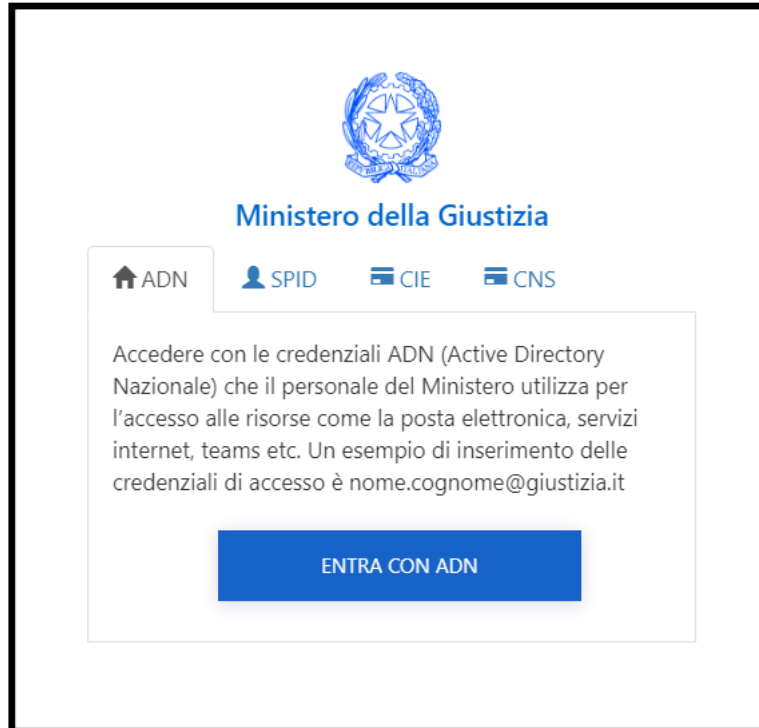 REPVBBLICA ITALIANA
Ministero della Giustizia
ADN SPID CIE CNS
Accedere con le credenziali ADN (Active Directory
Nazionale) che il personale del Ministero utilizza per
l'accesso alle risorse come la posta elettronica, servizi
internet, teams etc. Un esempio di inserimento delle
credenziali di accesso è nome.cognome@giustizia.it
ENTRA CON ADN